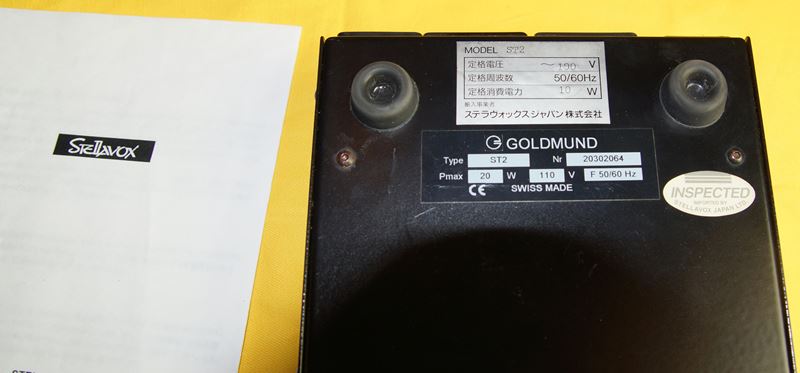 STELLAVOX
MODEL ST2
定格電圧 ～100 V
定格周波数 50/60Hz
定格消費電力 10 W
輸入事業者
ステラヴォックスジャパン株式会社
GOLDMUND
Type ST2 Nr 20302064
Pmax 20 W 110 V F 50/60 Hz
CE SWISS MADE
INSPECTED
IMPORTED BY
STELLAVOX JAPAN LTD.